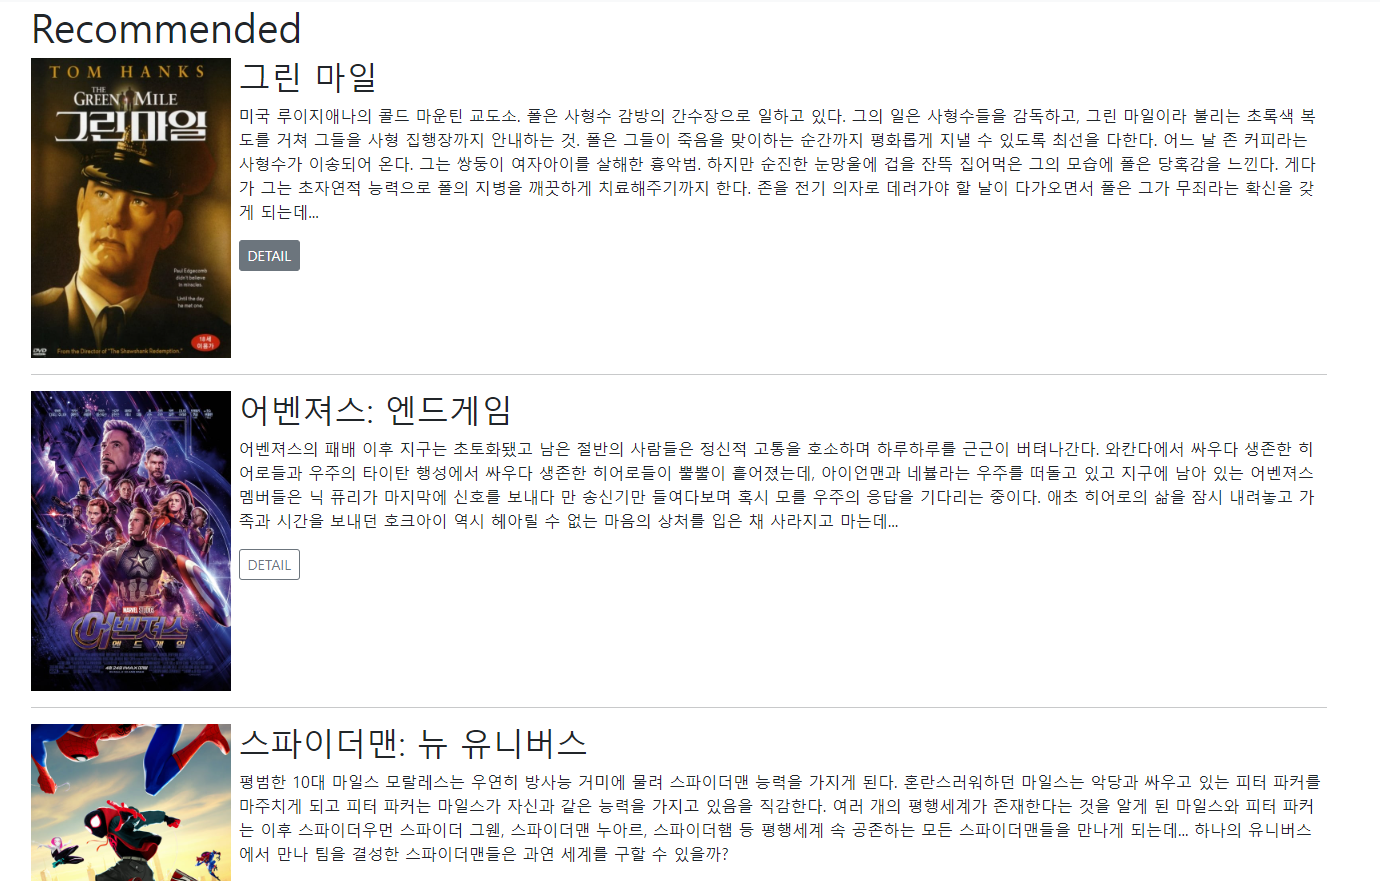 Recommended
TOM HANKS
THE
GREEN MILE
그린마일
Paul Edgecomb
didn't believe
in miracles.
Until the day
he met one.
18세
이용가
DVD
From the Director of "The Shawshank Redemption."
그린 마일
미국 루이지애나의 콜드 마운틴 교도소. 폴은 사형수 감방의 간수장으로 일하고 있다. 그의 일은 사형수들을 감독하고, 그린 마일이라 불리는 초록색 복
도를 거쳐 그들을 사형 집행장까지 안내하는 것. 폴은 그들이 죽음을 맞이하는 순간까지 평화롭게 지낼 수 있도록 최선을 다한다. 어느 날 존 커피라는
사형수가 이송되어 온다. 그는 쌍둥이 여자아이를 살해한 흉악범. 하지만 순진한 눈망울에 겁을 잔뜩 집어먹은 그의 모습에 폴은 당혹감을 느낀다. 게다
가 그는 초자연적 능력으로 폴의 지병을 깨끗하게 치료해주기까지 한다. 존을 전기 의자로 데려가야 할 날이 다가오면서 폴은 그가 무죄라는 확신을 갖
게 되는데...
DETAIL
MARVEL STUDIOS
어벤져스
엔드게임
어벤져스: 엔드게임
어벤져스의 패배 이후 지구는 초토화됐고 남은 절반의 사람들은 정신적 고통을 호소하며 하루하루를 근근이 버텨나간다. 와칸다에서 싸우다 생존한 히
어로들과 우주의 타이탄 행성에서 싸우다 생존한 히어로들이 뿔뿔이 흩어졌는데, 아이언맨과 네뷸라는 우주를 떠돌고 있고 지구에 남아 있는 어벤져스
멤버들은 닉 퓨리가 마지막에 신호를 보내다 만 송신기만 들여다보며 혹시 모를 우주의 응답을 기다리는 중이다. 애초 히어로의 삶을 잠시 내려놓고 가
족과 시간을 보내던 호크아이 역시 헤아릴 수 없는 마음의 상처를 입은 채 사라지고 마는데...
DETAIL
스파이더맨: 뉴 유니버스
평범한 10대 마일스 모랄레스는 우연히 방사능 거미에 물려 스파이더맨 능력을 가지게 된다. 혼란스러워하던 마일스는 악당과 싸우고 있는 피터 파커를
마주치게 되고 피터 파커는 마일스가 자신과 같은 능력을 가지고 있음을 직감한다. 여러 개의 평행세계가 존재한다는 것을 알게 된 마일스와 피터 파커
는 이후 스파이더우먼 스파이더 그웬, 스파이더맨 누아르, 스파이더햄 등 평행세계 속 공존하는 모든 스파이더맨들을 만나게 되는데... 하나의 유니버스
에서 만나 팀을 결성한 스파이더맨들은 과연 세계를 구할 수 있을까?